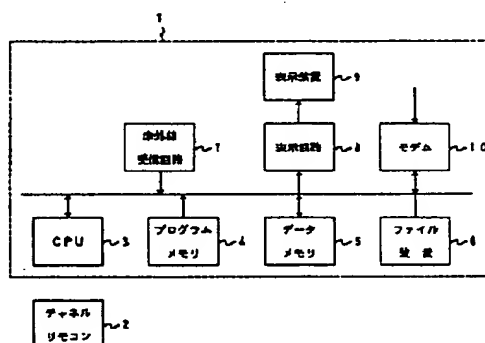 1
表示装置
9
赤外線
受信回路
7
表示回路
8
モデム
10
CPU
3
プログラム
メモリ
4
データ
メモリ
5
ファイル
装置
6
チャネル
リモコン
2